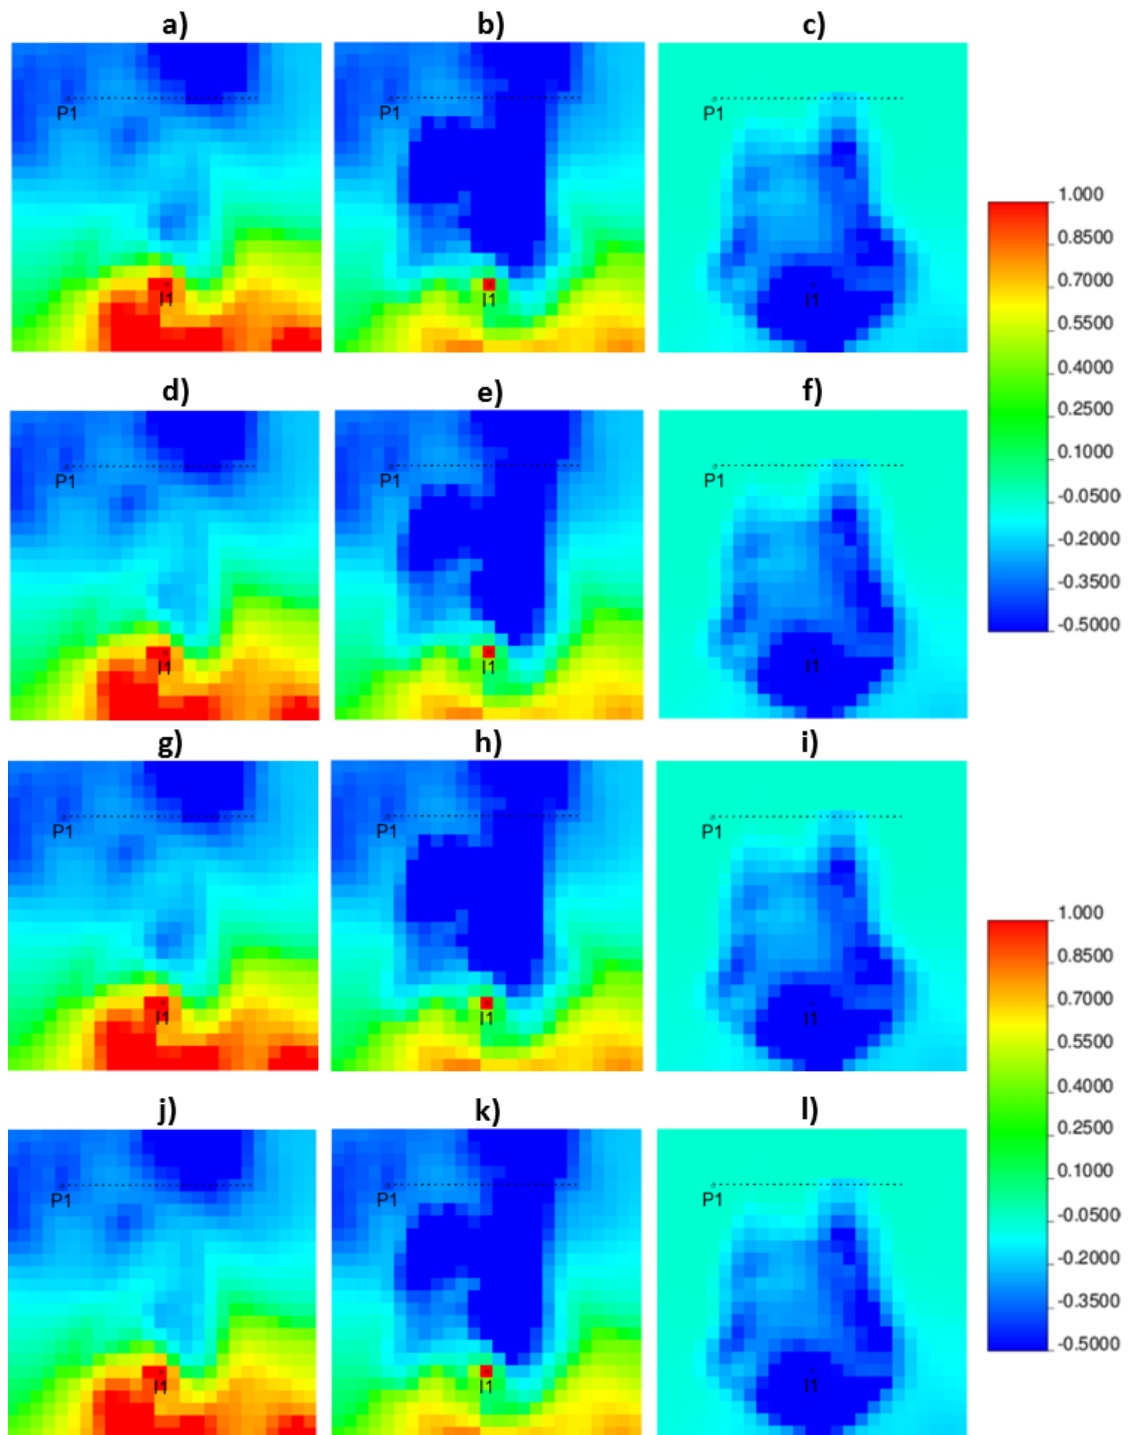 a) b) c)
P1 P1 P1
I1 I1 I1
d) e) f)
P1 P1 P1
I1 I1 I1
1.000
0.8500
0.7000
0.5500
0.4000
0.2500
0.1000
-0.0500
-0.2000
-0.3500
-0.5000
g) h) i)
P1 P1 P1
I1 I1 I1
j) k) l)
P1 P1 P1
I1 I1 I1
1.000
0.8500
0.7000
0.5500
0.4000
0.2500
0.1000
-0.0500
-0.2000
-0.3500
-0.5000